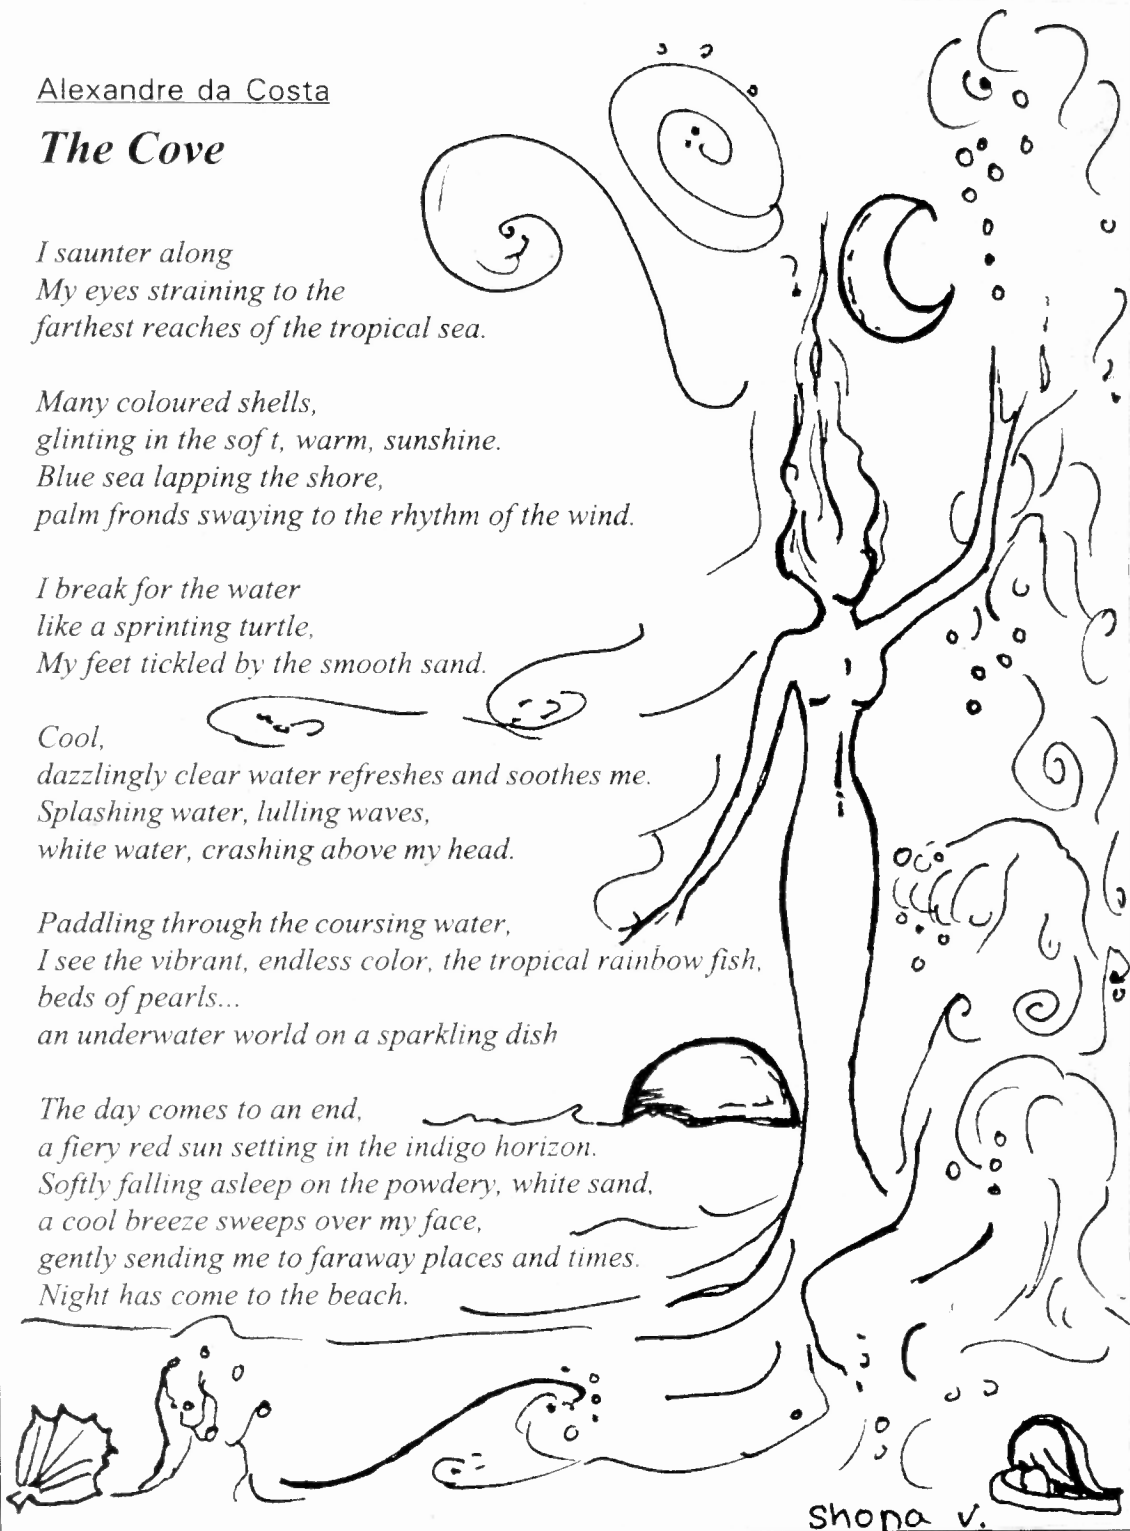 Alexandre da Costa
The Cove
I saunter along
My eyes straining to the
farthest reaches of the tropical sea.
Many coloured shells,
glinting in the soft, warm, sunshine.
Blue sea lapping the shore,
palm fronds swaying to the rhythm of the wind.
I break for the water
like a sprinting turtle,
My feet tickled by the smooth sand.
Cool,
dazzlingly clear water refreshes and soothes me.
Splashing water, lulling waves,
white water, crashing above my head.
Paddling through the coursing water,
I see the vibrant, endless color, the tropical rainbow fish,
beds of pearls...
an underwater world on a sparkling dish
The day comes to an end,
a fiery red sun setting in the indigo horizon.
Softly falling asleep on the powdery, white sand,
a cool breeze sweeps over my face,
gently sending me to faraway places and times.
Night has come to the beach.
Shona v.